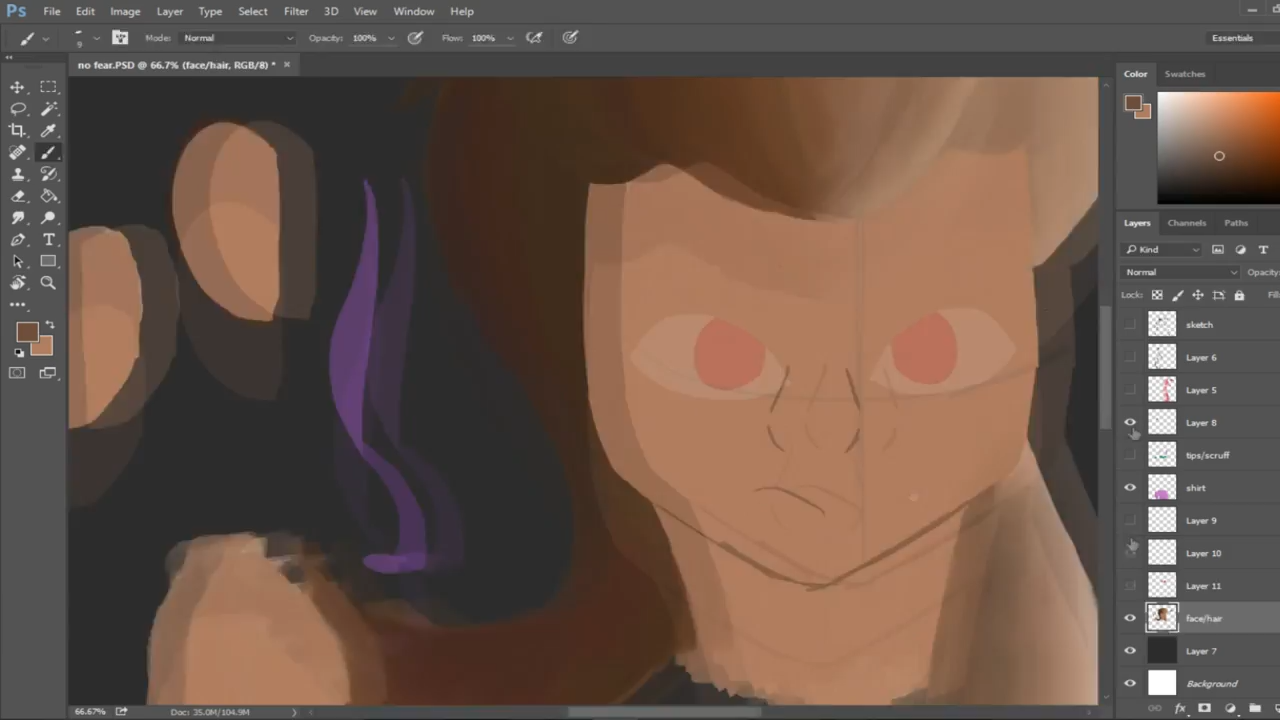 Ps File Edit Image Layer Type Select Filter 3D View Window Help
9 Mode: Normal Opacity: 100% Flow: 100% Essentials
no fear.PSD @ 66.7% (face/hair, RGB/8) * ×
Color Swatches
Layers Channels Paths
Kind
Normal Opacity:
Lock: Fill
sketch
Layer 6
Layer 5
Layer 8
tips/scruff
shirt
Layer 9
Layer 10
Layer 11
face/hair
Layer 7
Background
66.67% Doc: 35.0M/104.9M
fx